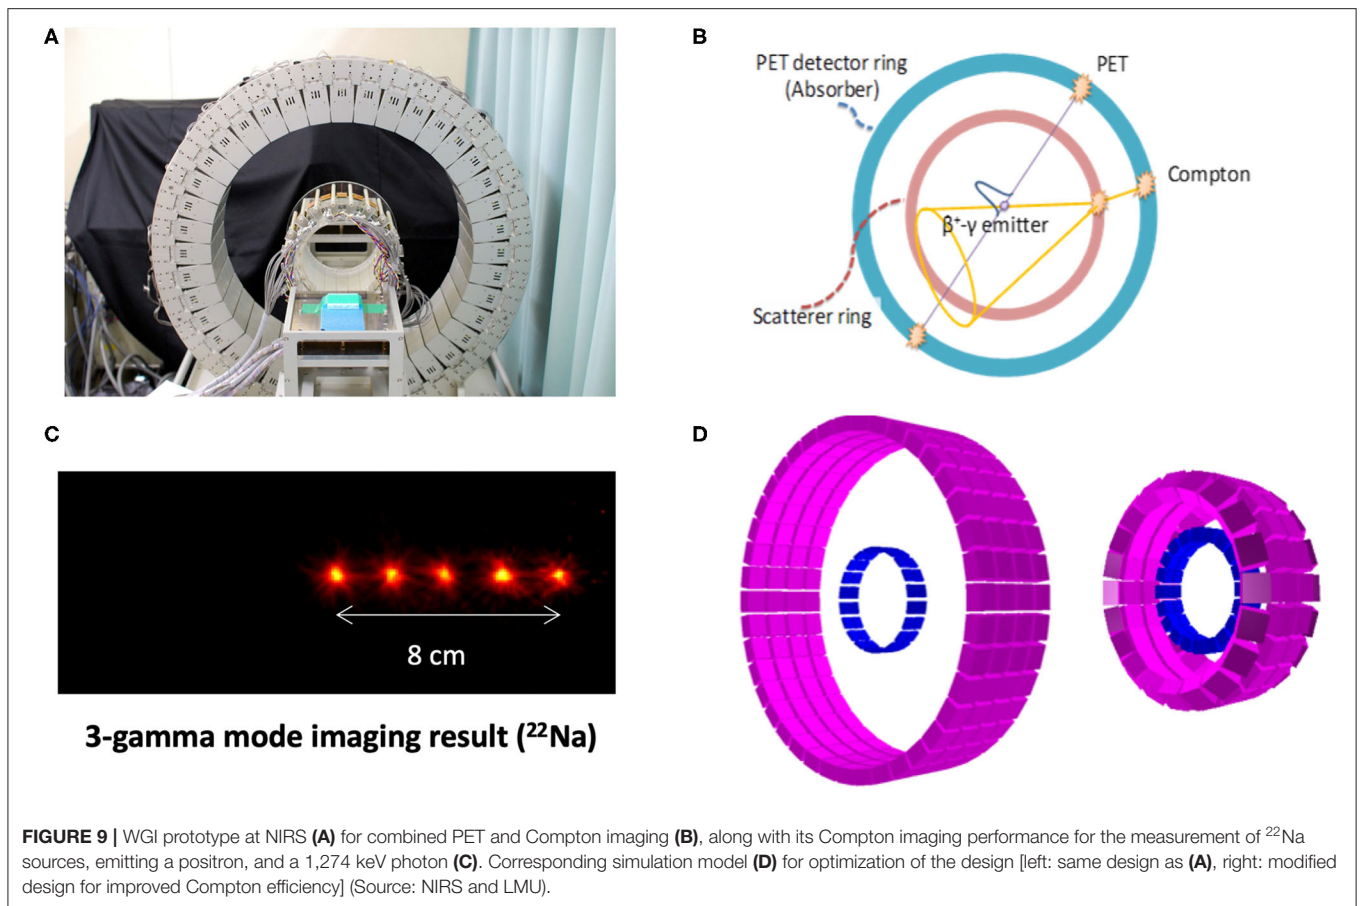 A
B
PET detector ring
(Absorber)
PET
Compton
β⁺-γ emitter
Scatterer ring
C
D
8 cm
3-gamma mode imaging result (²²Na)
FIGURE 9 | WGI prototype at NIRS (A) for combined PET and Compton imaging (B), along with its Compton imaging performance for the measurement of ²²Na
sources, emitting a positron, and a 1,274 keV photon (C). Corresponding simulation model (D) for optimization of the design [left: same design as (A), right: modified
design for improved Compton efficiency] (Source: NIRS and LMU).